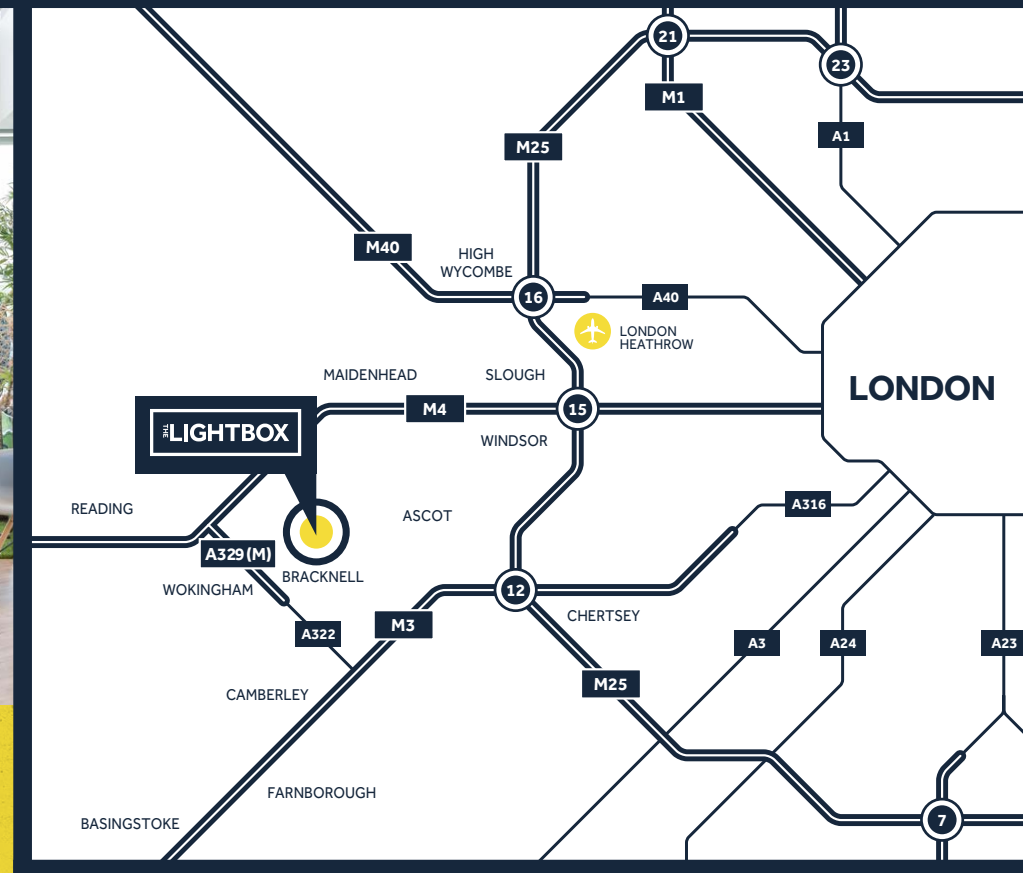 21
23
M1
A1
M25
M40
HIGH
WYCOMBE
16
A40
LONDON
HEATHROW
MAIDENHEAD
SLOUGH
LONDON
M4
15
THE LIGHTBOX
WINDSOR
READING
ASCOT
A316
A329(M)
BRACKNELL
WOKINGHAM
12
CHERTSEY
M3
A322
A3
A24
A23
M25
CAMBERLEY
FARNBOROUGH
BASINGSTOKE
7